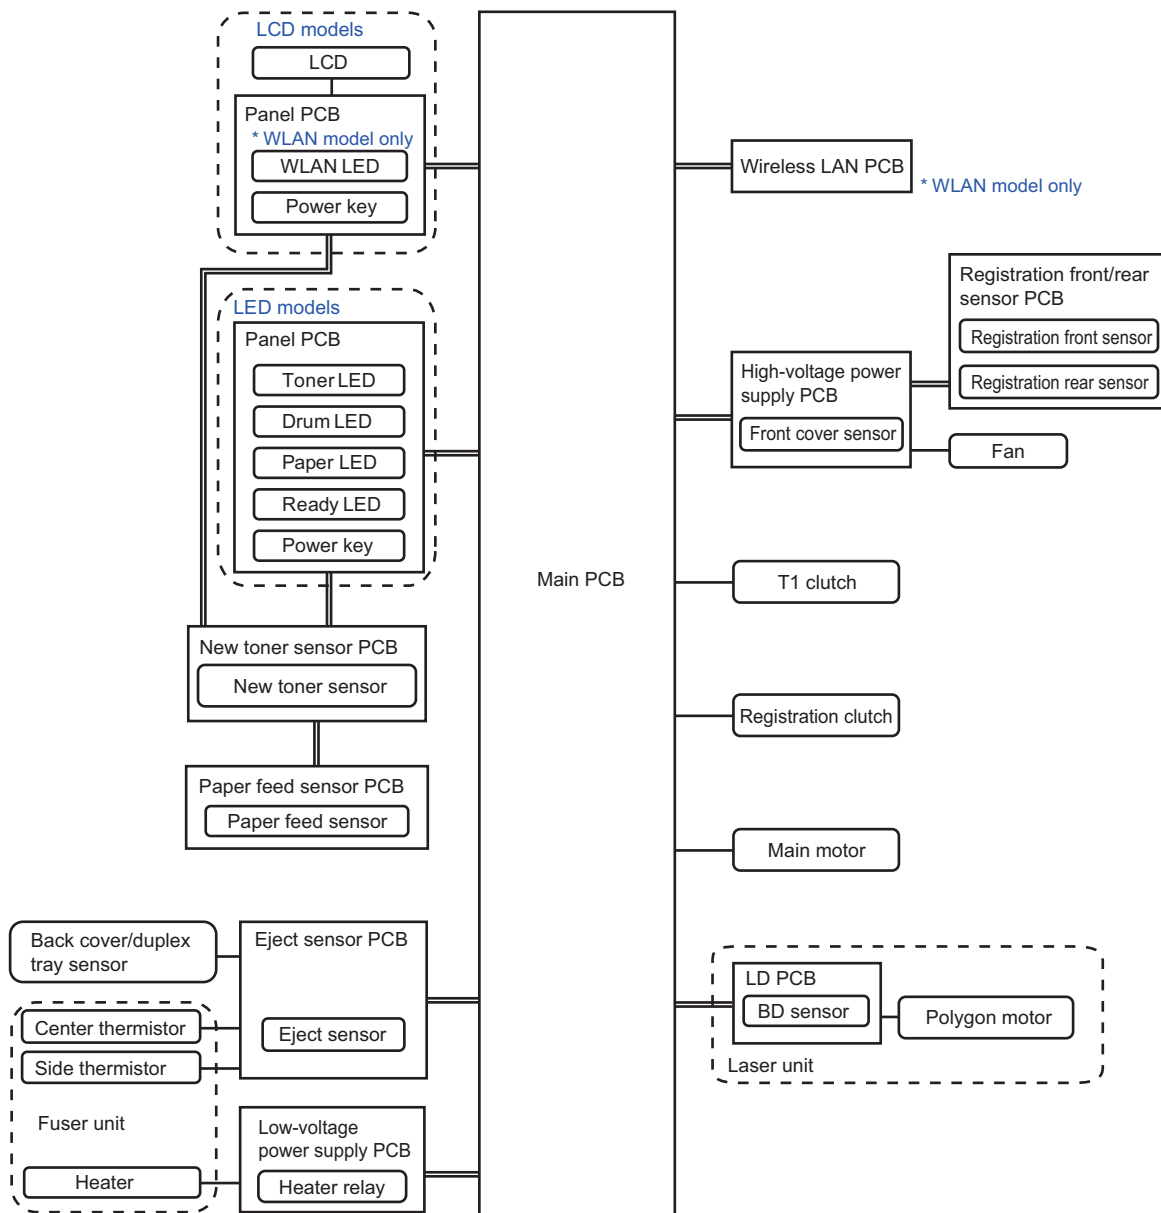 LCD models
LCD
Panel PCB
* WLAN model only
WLAN LED
Power key
LED models
Panel PCB
Toner LED
Drum LED
Paper LED
Ready LED
Power key
New toner sensor PCB
New toner sensor
Paper feed sensor PCB
Paper feed sensor
Back cover/duplex
tray sensor
Eject sensor PCB
Eject sensor
Center thermistor
Side thermistor
Fuser unit
Heater
Low-voltage
power supply PCB
Heater relay
Main PCB
Wireless LAN PCB
* WLAN model only
Registration front/rear
sensor PCB
Registration front sensor
Registration rear sensor
High-voltage power
supply PCB
Front cover sensor
Fan
T1 clutch
Registration clutch
Main motor
LD PCB
BD sensor
Polygon motor
Laser unit